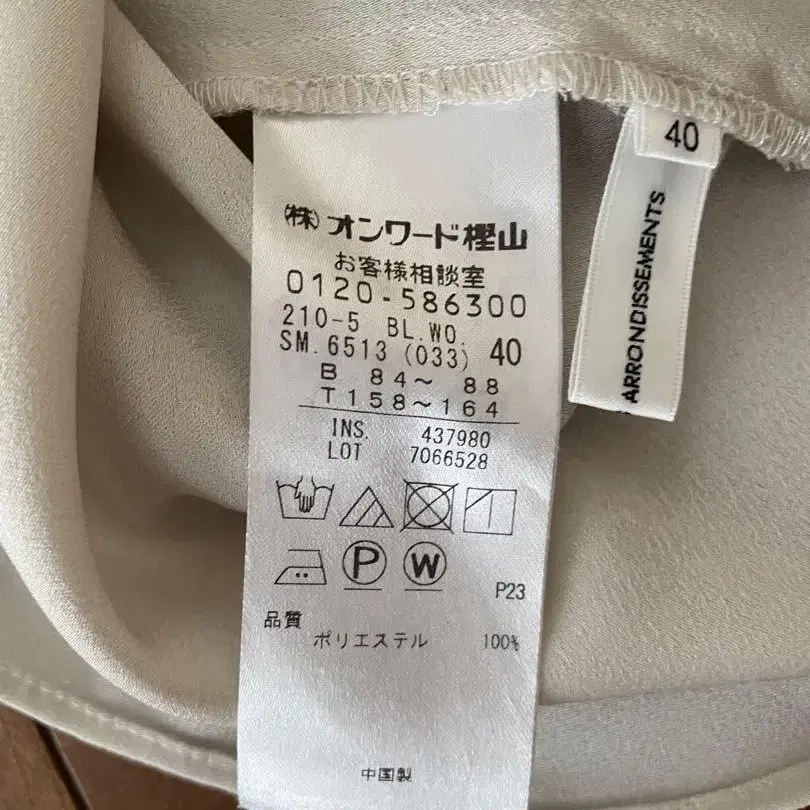 ㈱オンワード樫山
お客様相談室
0120-586300
210-5 BL.WO.
SM.6513 (033) 40
B 84～ 88
T 158～164
INS. 437980
LOT 7066528
P
W
P23
品質
ポリエステル 100%
中国製
40
ARRONDISSEMENTS